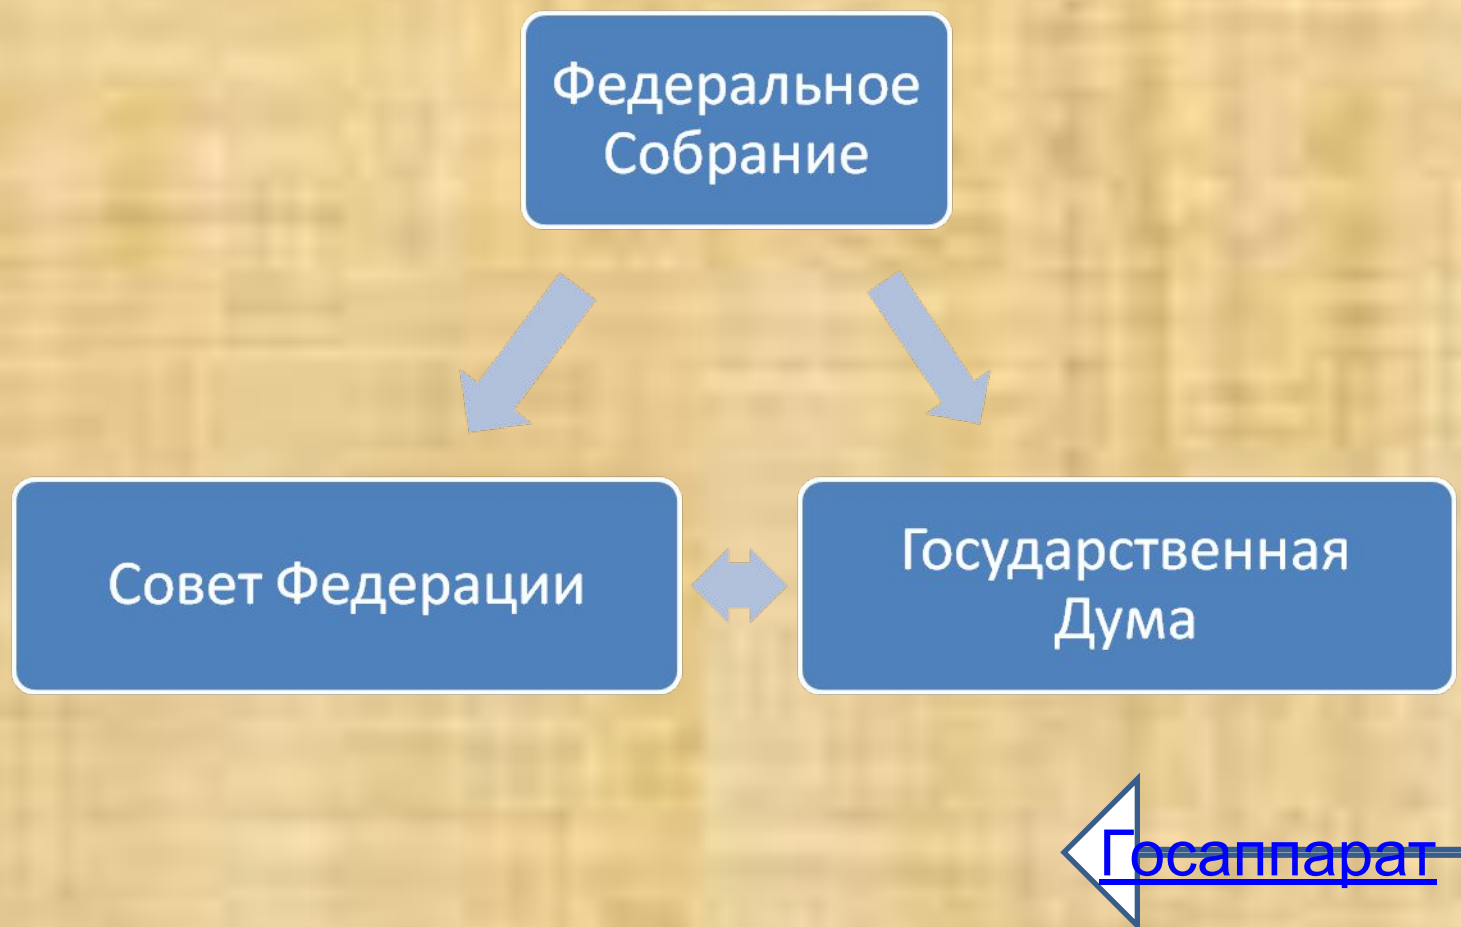 Федеральное
Собрание
Совет Федерации
Государственная
Дума
Госаппарат